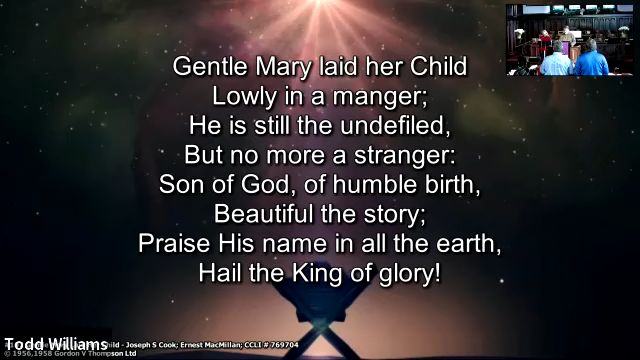 Gentle Mary laid her Child
Lowly in a manger;
He is still the undefiled,
But no more a stranger:
Son of God, of humble birth,
Beautiful the story;
Praise His name in all the earth,
Hail the King of glory!
Todd Williams
Child - Joseph S Cook; Ernest MacMillan; CCLI # 769704
© 1956,1958 Gordon V Thompson Ltd